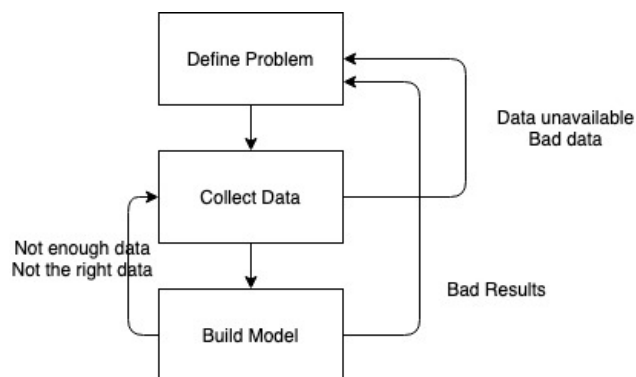 Define Problem
Data unavailable
Bad data
Collect Data
Not enough data
Not the right data
Bad Results
Build Model